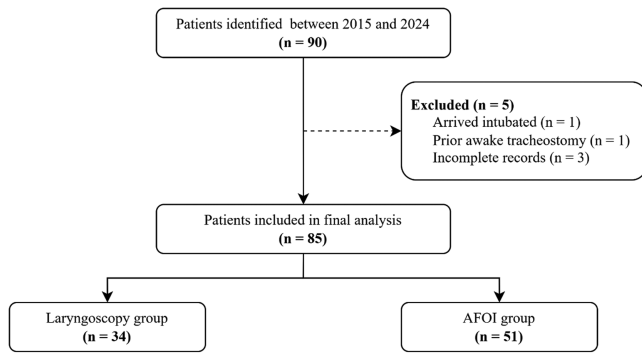 Patients identified between 2015 and 2024
(n = 90)
Excluded (n = 5)
Arrived intubated (n = 1)
Prior awake tracheostomy (n = 1)
Incomplete records (n = 3)
Patients included in final analysis
(n = 85)
Laryngoscopy group
(n = 34)
AFOI group
(n = 51)